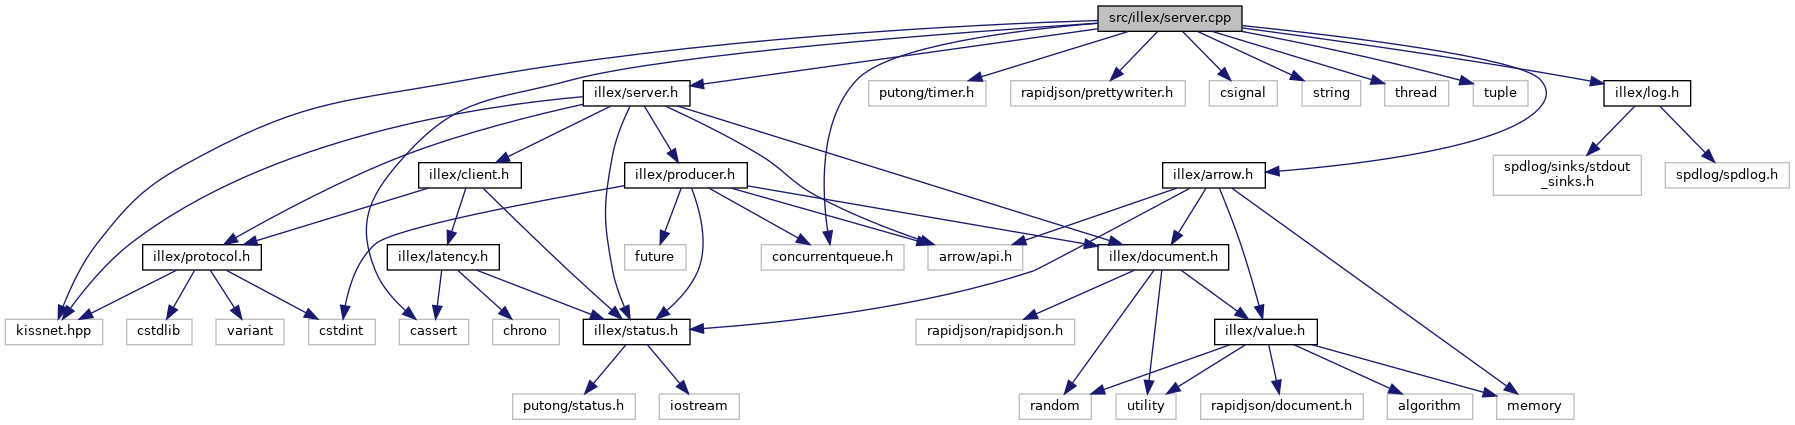 src/illex/server.cpp
illex/server.h
putong/timer.h
rapidjson/prettywriter.h
csignal
string
thread
tuple
illex/log.h
illex/client.h
illex/producer.h
illex/arrow.h
spdlog/sinks/stdout
_sinks.h
spdlog/spdlog.h
illex/protocol.h
illex/latency.h
future
concurrentqueue.h
arrow/api.h
illex/document.h
kissnet.hpp
cstdlib
variant
cstdint
cassert
chrono
illex/status.h
rapidjson/rapidjson.h
illex/value.h
putong/status.h
iostream
random
utility
rapidjson/document.h
algorithm
memory